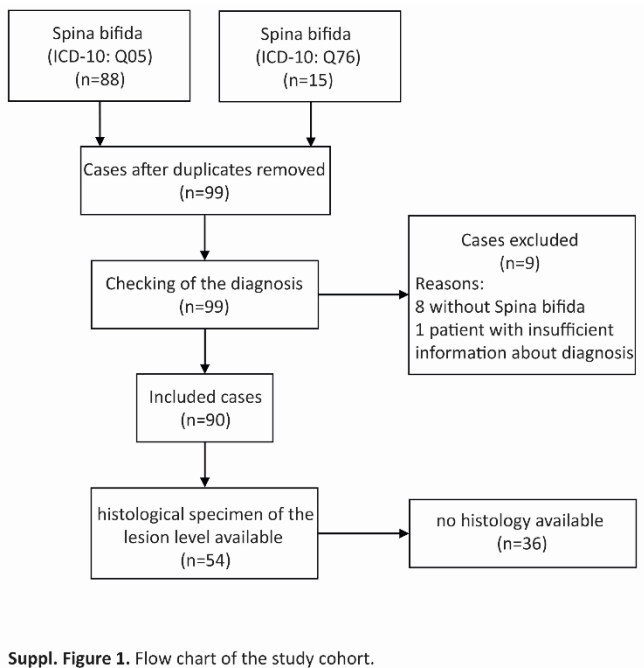 Spina bifida
(ICD-10: Q05)
(n=88)
Spina bifida
(ICD-10: Q76)
(n=15)
Cases after duplicates removed
(n=99)
Checking of the diagnosis
(n=99)
Cases excluded
(n=9)
Reasons:
8 without Spina bifida
1 patient with insufficient
information about diagnosis
Included cases
(n=90)
histological specimen of the
lesion level available
(n=54)
no histology available
(n=36)
Suppl. Figure 1. Flow chart of the study cohort.